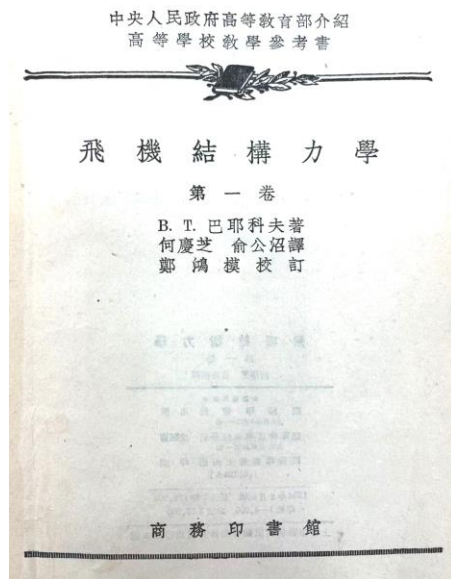 中央人民政府高等敎育部介紹
高等學校敎學參考書
飛機結構力學
第一卷
В. Т. 巴耶科夫著
何慶芝 俞公沼譯
鄭鴻模校訂
商務印書館